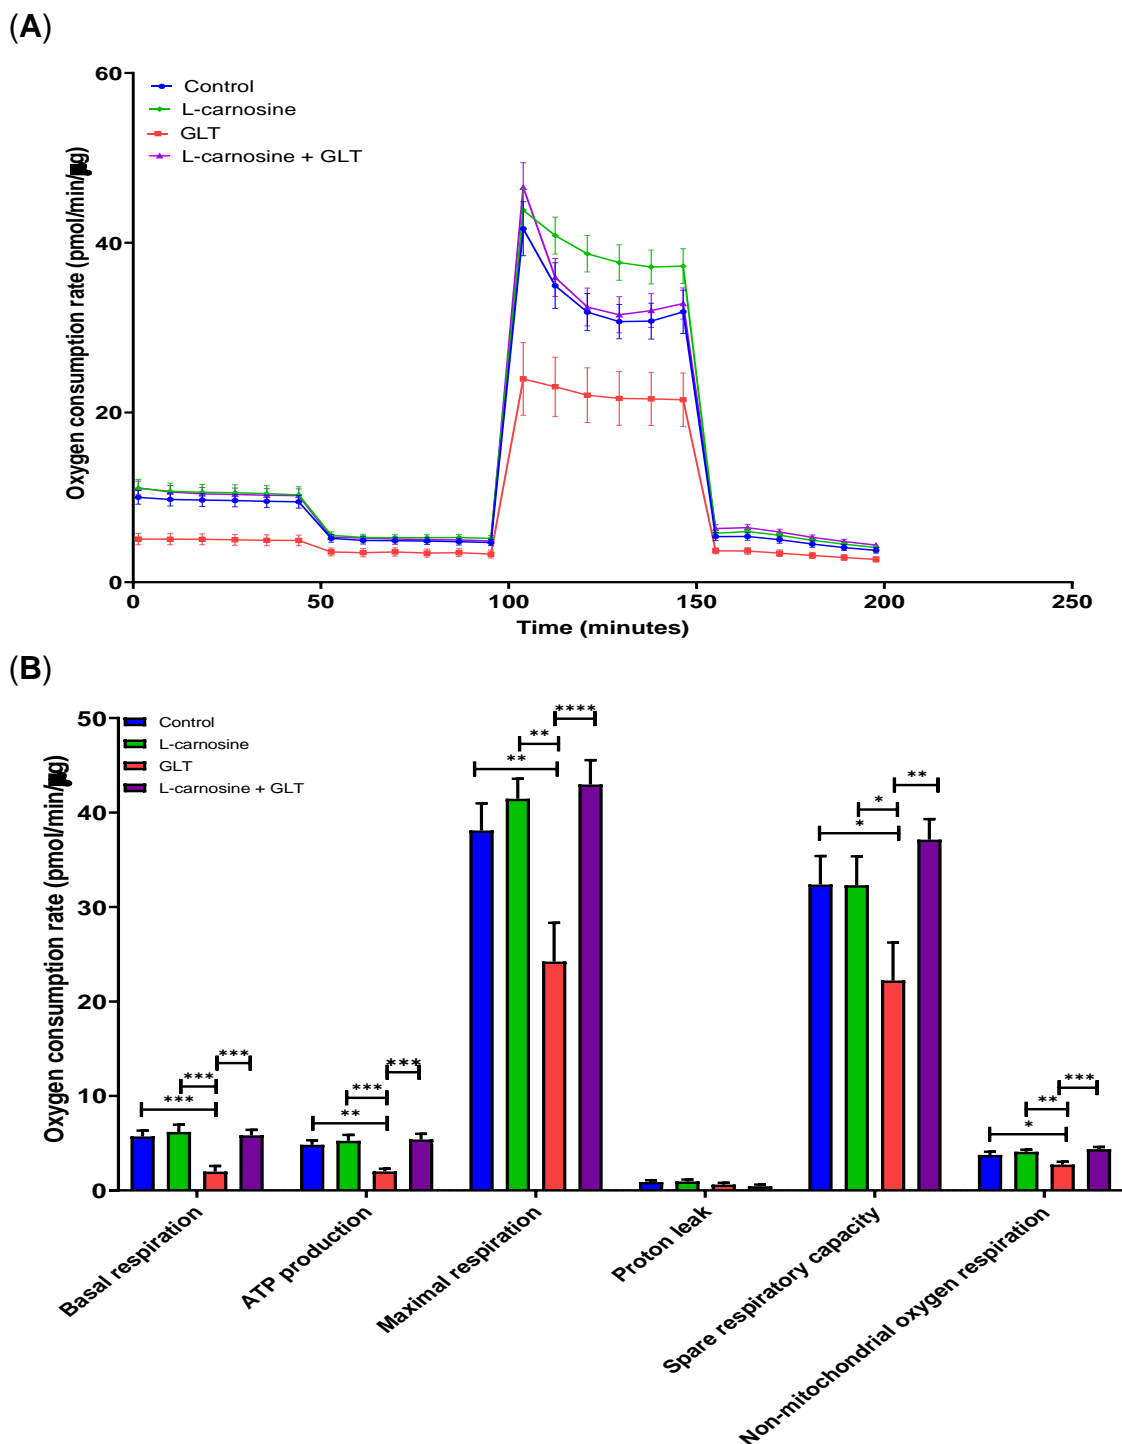 (A)
Oxygen consumption rate (pmol/min/μg)
60
40
20
0
Control
L-carnosine
GLT
L-carnosine + GLT
0 50 100 150 200 250
Time (minutes)
(B)
Oxygen consumption rate (pmol/min/μg)
50
40
30
20
10
0
Control
L-carnosine
GLT
L-carnosine + GLT
****
**
**
**
*
*
***
***
***
***
***
**
***
**
*
Basal respiration
ATP production
Maximal respiration
Proton leak
Spare respiratory capacity
Non-mitochondrial oxygen respiration